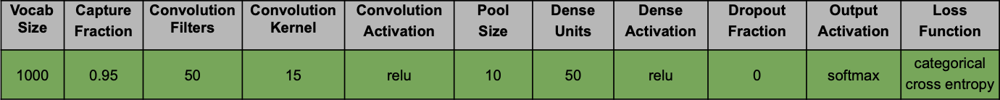 Vocab Size Capture Fraction Convolution Filters Convolution Kernel Convolution Activation Pool Size Dense Units Dense Activation Dropout Fraction Output Activation Loss Function
1000 0.95 50 15 relu 10 50 relu 0 softmax categorical cross entropy